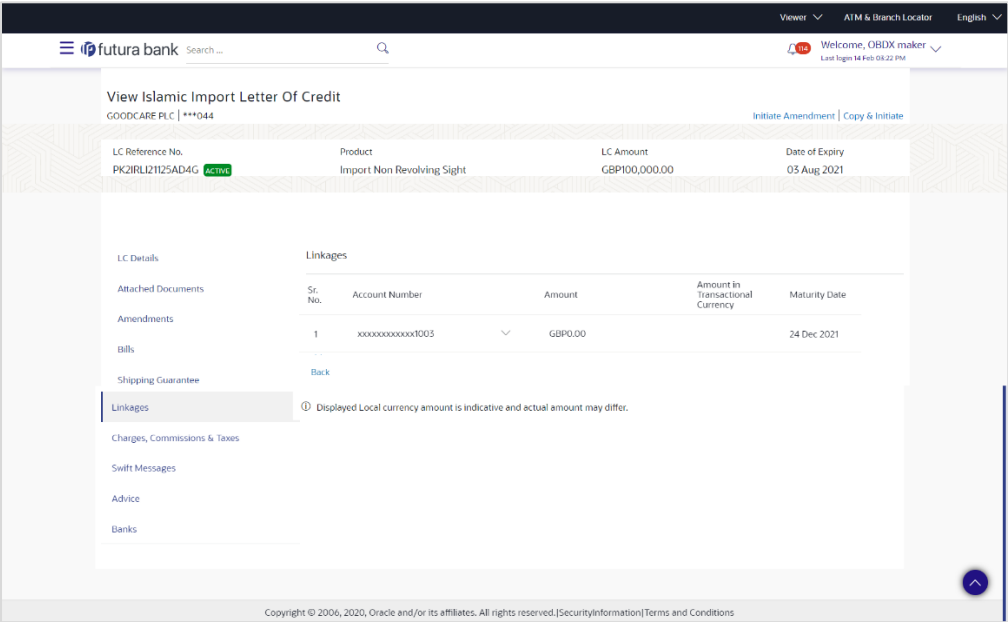 Viewer ATM & Branch Locator English
futura bank Search ... 114 Welcome, OBDX maker
Last login 14 Feb 03:22 PM
View Islamic Import Letter Of Credit
GOODCARE PLC | ***044 Initiate Amendment | Copy & Initiate
LC Reference No. Product LC Amount Date of Expiry
PK2IRLI21125AD4G ACTIVE Import Non Revolving Sight GBP100,000.00 03 Aug 2021
LC Details
Attached Documents
Amendments
Bills
Shipping Guarantee
Linkages
Charges, Commissions & Taxes
Swift Messages
Advice
Banks
Linkages
Sr. No. Account Number Amount Amount in Transactional Currency Maturity Date
1 xxxxxxxxxxxx1003 GBP0.00 24 Dec 2021
Back
Displayed Local currency amount is indicative and actual amount may differ.
Copyright © 2006, 2020, Oracle and/or its affiliates. All rights reserved.|SecurityInformation|Terms and Conditions